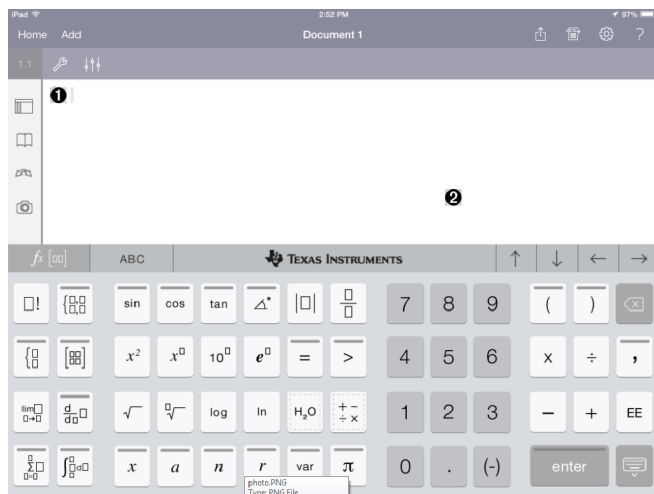 iPad 2:52 PM 97%
Home Add Document 1 ?
1.1
❶
❷
fx [▯▯] ABC TEXAS INSTRUMENTS ↑ ↓ ← →
▯! {▯,▯ ▯,▯ sin cos tan ∡° |▯| ▯/▯ 7 8 9 ( )
{▯ ▯ [▯▯ ▯▯] x² x^▯ 10^▯ e^▯ = > 4 5 6 x ÷ ,
lim▯ ▯→▯ d/d▯ ▯ √ ▯√ log ln H₂O + − ÷ × 1 2 3 − + EE
▯ Σ▯ ▯=▯ ∫▯ ▯ ▯d▯ x a n r var π 0 . (-) enter
photo.PNG
Type: PNG File